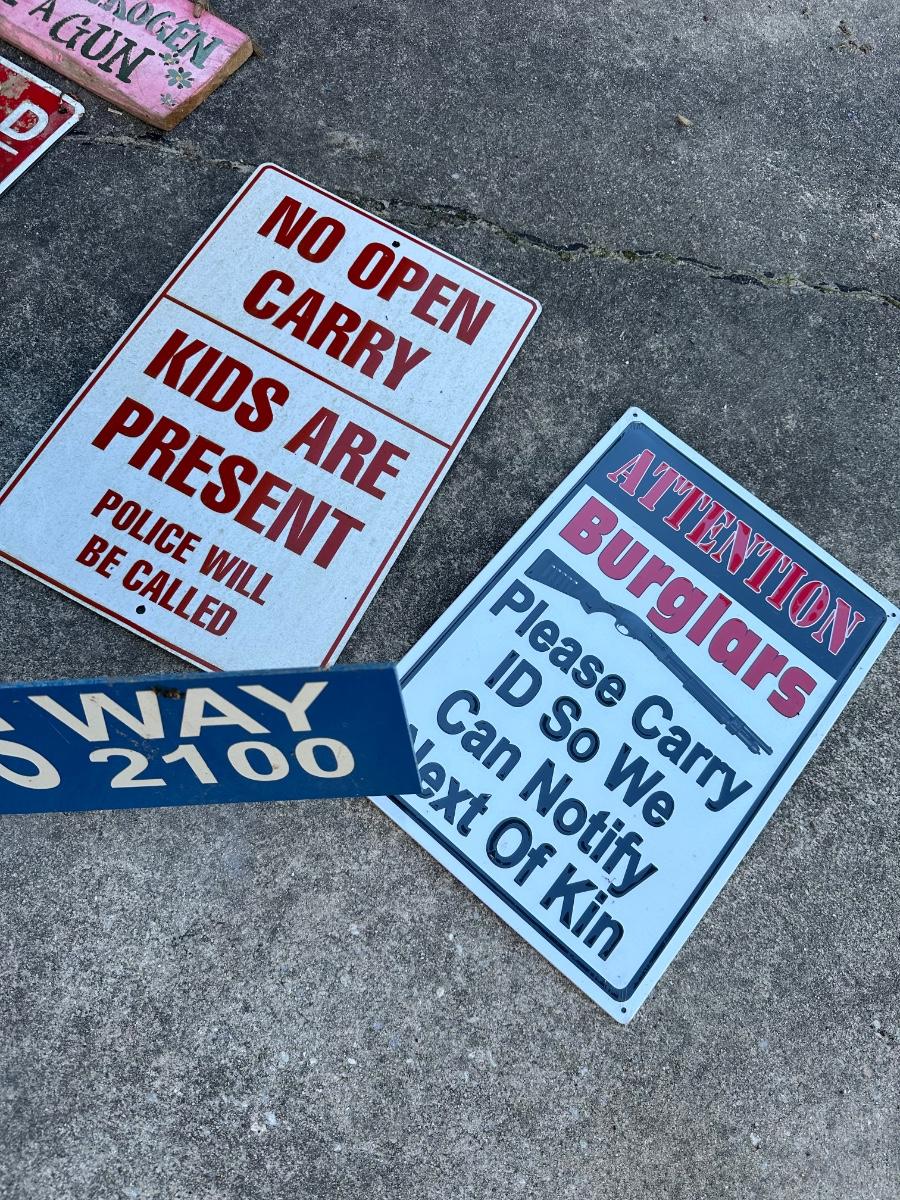 A GUN
D
NO OPEN
CARRY
KIDS ARE
PRESENT
POLICE WILL
BE CALLED
WAY
2100
ATTENTION
Burglars
Please Carry
ID So We
Can Notify
Next Of Kin